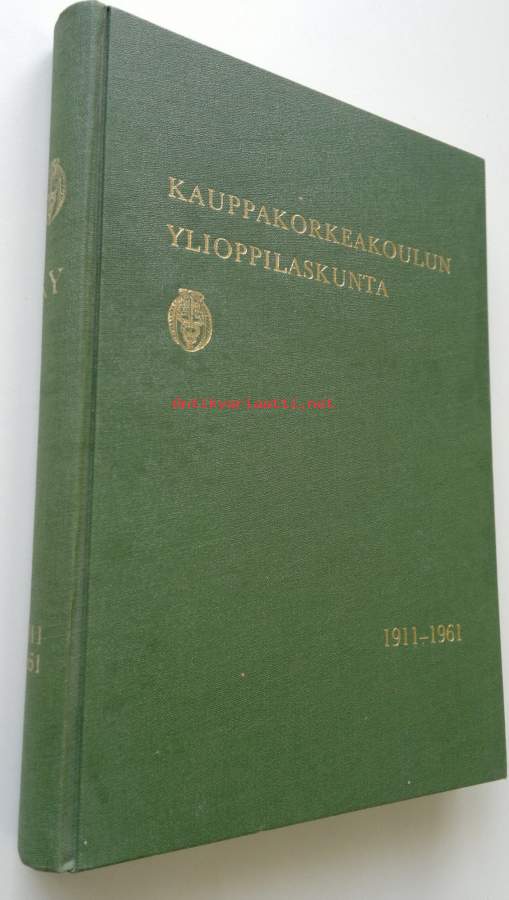 KAUPPAKORKEAKOULUN
YLIOPPILASKUNTA
antikvariaatti.net
1911–1961